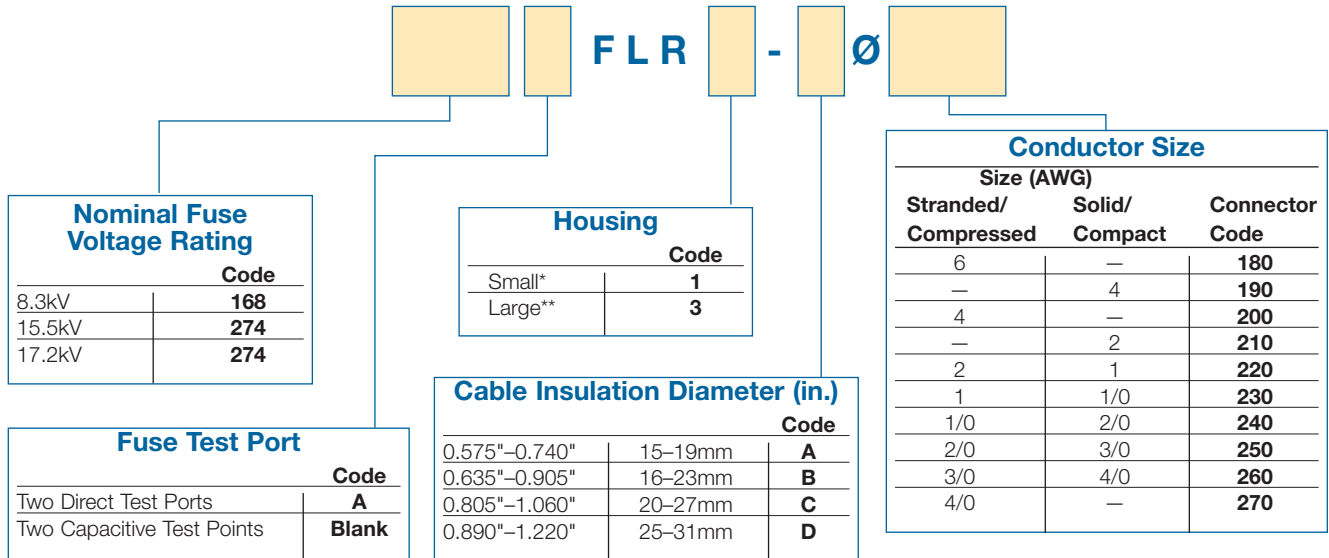 F L R - Ø
Nominal Fuse
Voltage Rating
Code
8.3kV 168
15.5kV 274
17.2kV 274
Fuse Test Port
Code
Two Direct Test Ports A
Two Capacitive Test Points Blank
Housing
Code
Small* 1
Large** 3
Cable Insulation Diameter (in.)
Code
0.575"–0.740" 15–19mm A
0.635"–0.905" 16–23mm B
0.805"–1.060" 20–27mm C
0.890"–1.220" 25–31mm D
Conductor Size
Size (AWG)
Stranded/ Solid/ Connector
Compressed Compact Code
6 — 180
— 4 190
4 — 200
— 2 210
2 1 220
1 1/0 230
1/0 2/0 240
2/0 3/0 250
3/0 4/0 260
4/0 — 270